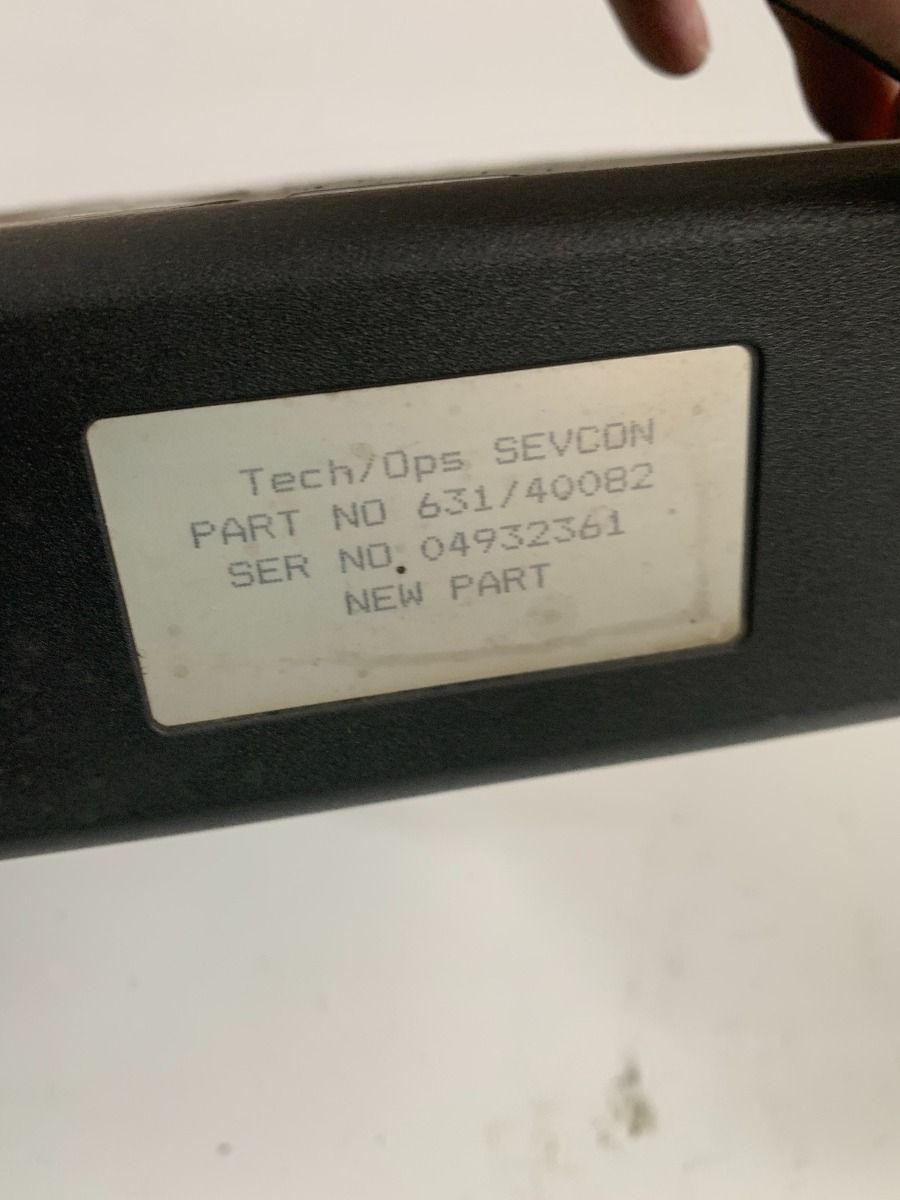 Tech/Ops SEVCON
PART NO 631/40082
SER NO. 04932361
NEW PART